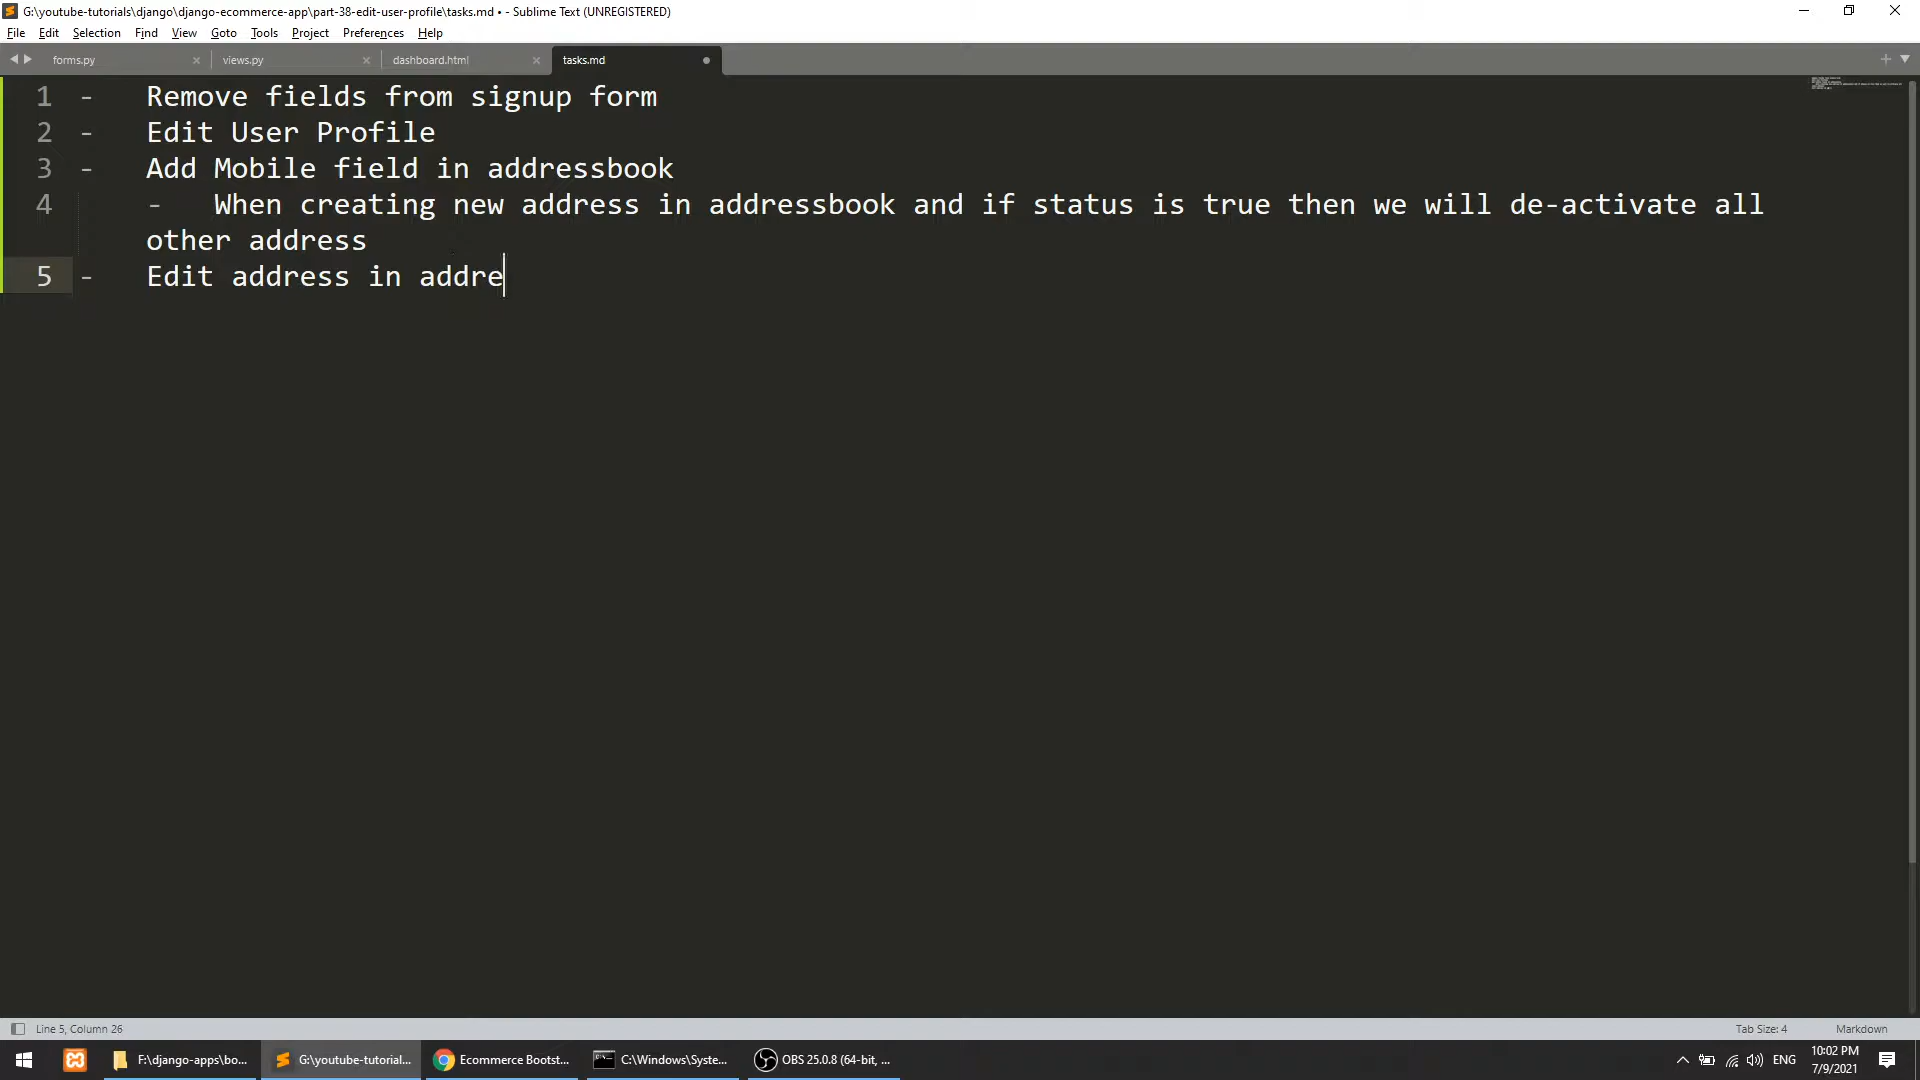 G:\youtube-tutorials\django\django-ecommerce-app\part-38-edit-user-profile\tasks.md • - Sublime Text (UNREGISTERED)
File Edit Selection Find View Goto Tools Project Preferences Help
forms.py views.py dashboard.html tasks.md
1 - Remove fields from signup form
2 - Edit User Profile
3 - Add Mobile field in addressbook
4 - When creating new address in addressbook and if status is true then we will de-activate all
other address
5 - Edit address in addre
Line 5, Column 26 Tab Size: 4 Markdown
F:\django-apps\bo... G:\youtube-tutorial... Ecommerce Bootst... C:\Windows\Syste... OBS 25.0.8 (64-bit, ... ENG 10:02 PM
7/9/2021